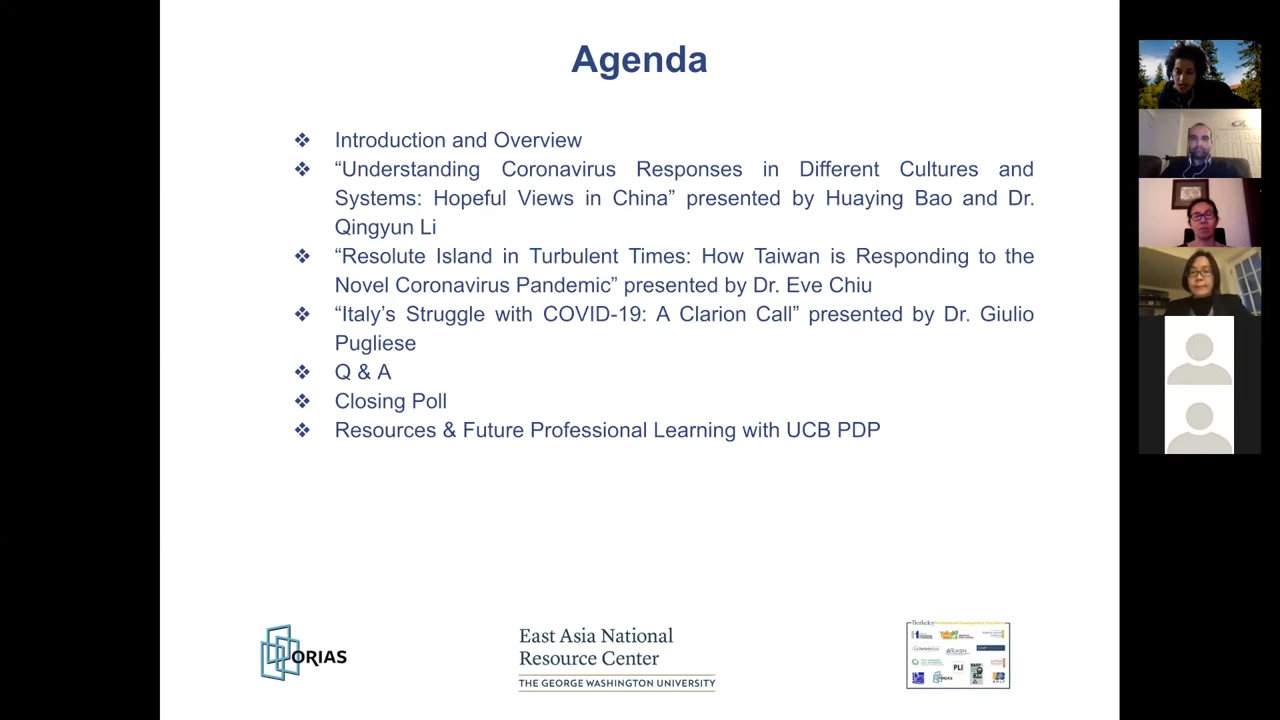 Agenda
❖ Introduction and Overview
❖ “Understanding Coronavirus Responses in Different Cultures and
Systems: Hopeful Views in China” presented by Huaying Bao and Dr.
Qingyun Li
❖ “Resolute Island in Turbulent Times: How Taiwan is Responding to the
Novel Coronavirus Pandemic” presented by Dr. Eve Chiu
❖ “Italy’s Struggle with COVID-19: A Clarion Call” presented by Dr. Giulio
Pugliese
❖ Q & A
❖ Closing Poll
❖ Resources & Future Professional Learning with UCB PDP
ORIAS
East Asia National
Resource Center
THE GEORGE WASHINGTON UNIVERSITY
Berkeley
PLI
ORIAS